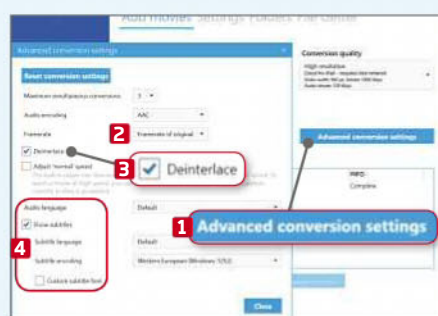 Add movies Settings Folders File Center
Advanced conversion settings
Reset conversion settings
Maximum simultaneous conversions
Audio encoding AAC
Framerate 2 Framerate of original
Deinterlace
3 Deinterlace
Adjust 'normal' speed
Audio language Default
4 Show subtitles
Subtitle language Default
Subtitle encoding Western European (Windows 1252)
Custom subtitle font
Close
Conversion quality
High resolution
Advanced conversion settings
1 Advanced conversion settings
INFO
Complete